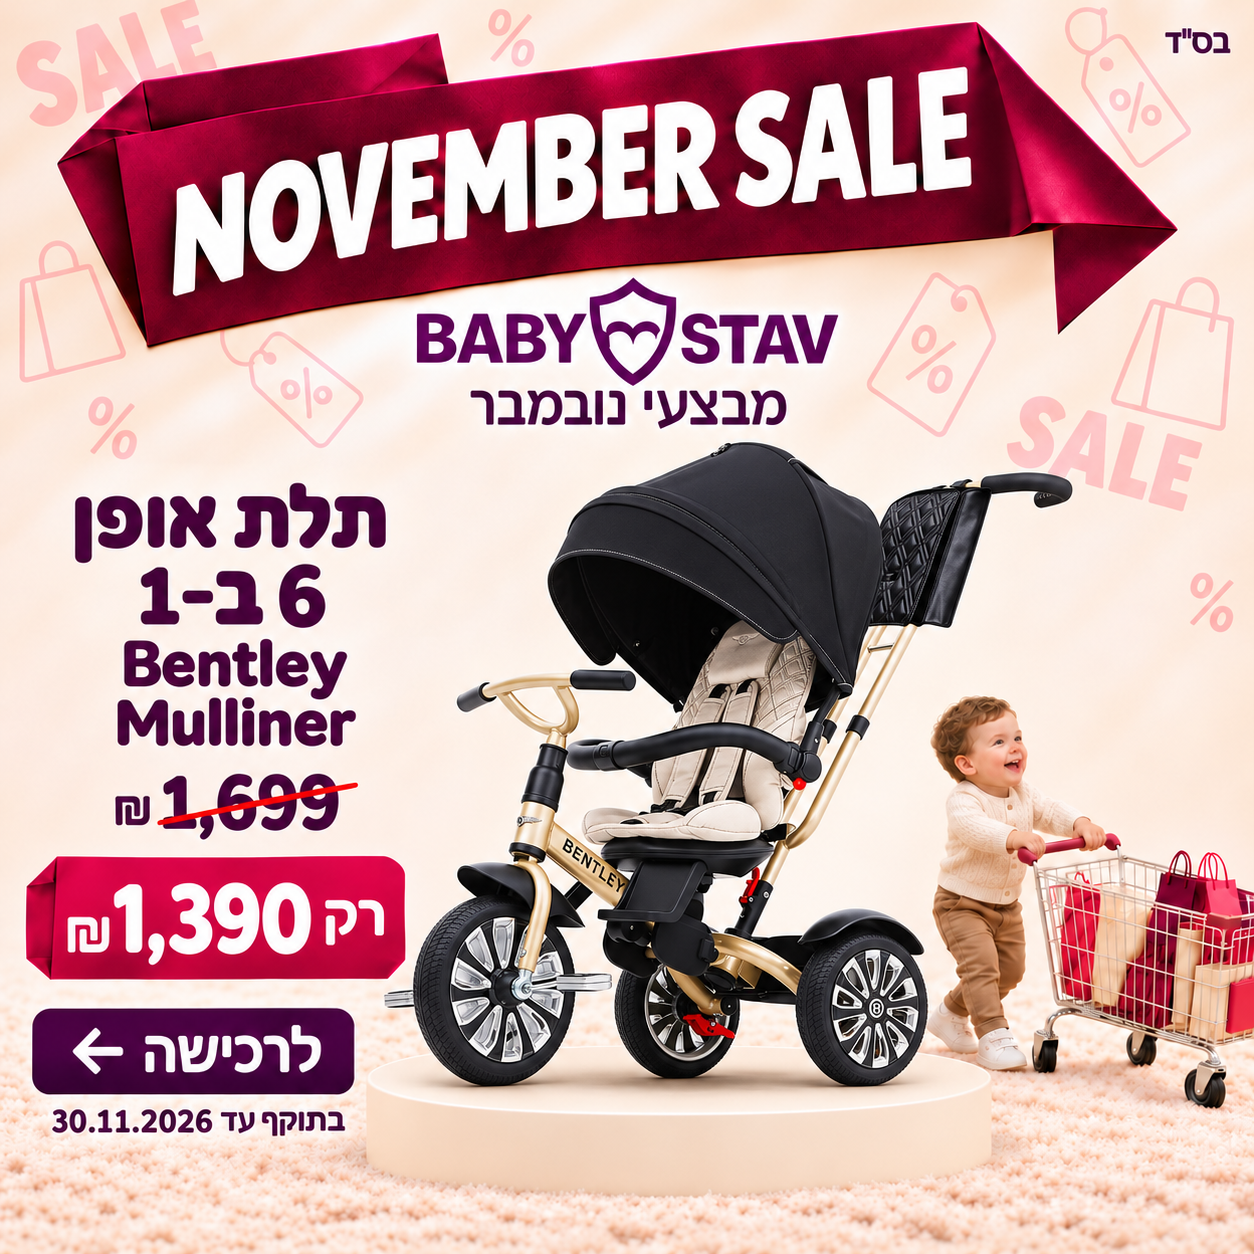 בס"ד
SALE
%
%
NOVEMBER SALE
BABY STAV
מבצעי נובמבר
%
%
%
SALE
%
תלת אופן
6 ב-1
Bentley
Mulliner
1,699 ₪
רק 1,390 ₪
לרכישה ←
בתוקף עד 30.11.2026
BENTLEY
B